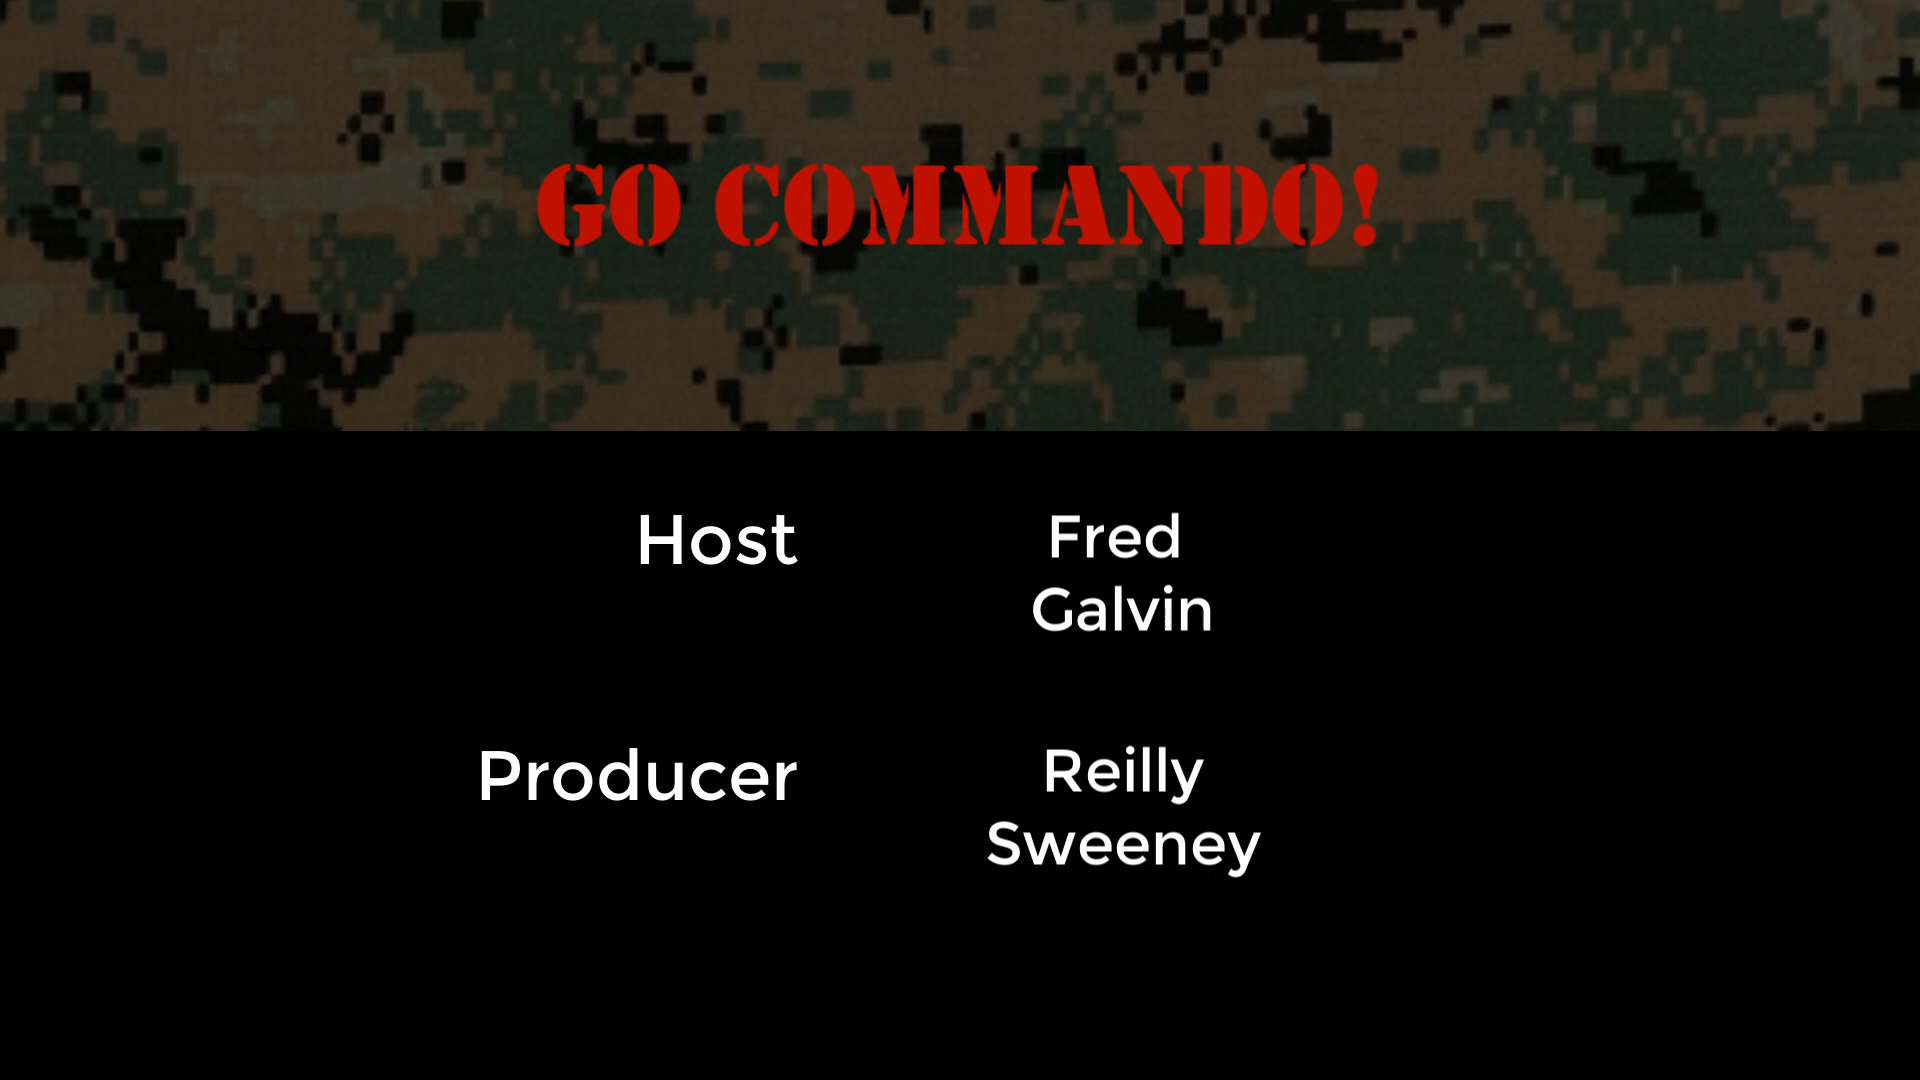 GO COMMANDO!
Host
Fred
Galvin
Producer
Reilly
Sweeney